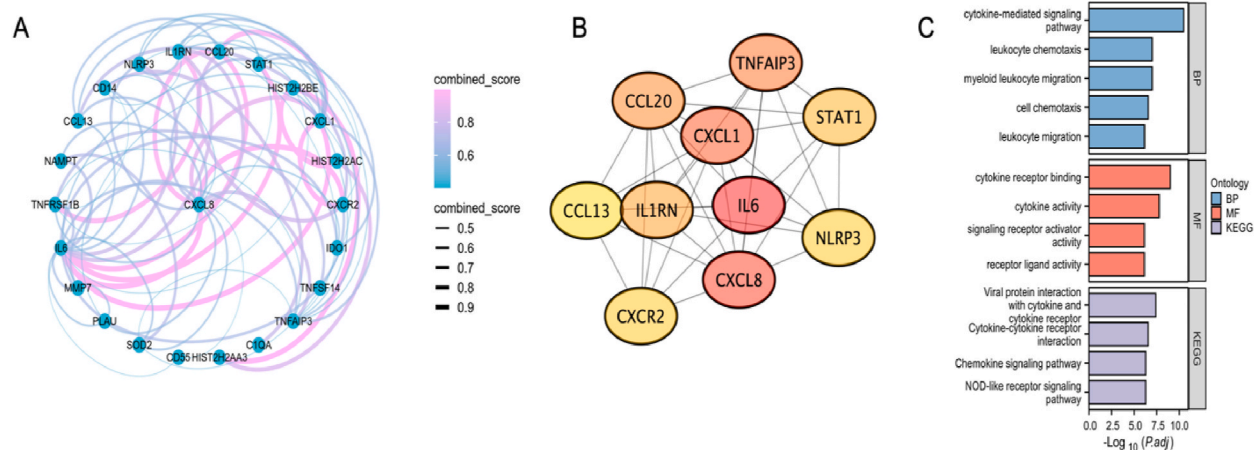 A
IL1RN
CCL20
NLRP3
STAT1
CD14
HIST2H2BE
CCL13
CXCL1
NAMPT
HIST2H2AC
TNFRSF1B
CXCL8
CXCR2
IL6
IDO1
MMP7
TNFSF14
PLAU
TNFAIP3
SOD2
C1QA
CD55
HIST2H2AA3
combined_score
0.8
0.6
combined_score
0.5
0.6
0.7
0.8
0.9
B
TNFAIP3
CCL20
STAT1
CXCL1
CCL13
IL1RN
IL6
NLRP3
CXCL8
CXCR2
C
cytokine-mediated signaling
pathway
leukocyte chemotaxis
myeloid leukocyte migration
cell chemotaxis
leukocyte migration
BP
cytokine receptor binding
cytokine activity
signaling receptor activator
activity
receptor ligand activity
MF
Viral protein interaction
with cytokine and
cytokine receptor
Cytokine-cytokine receptor
interaction
Chemokine signaling pathway
NOD-like receptor signaling
pathway
KEGG
0.0 2.5 5.0 7.5 10.0
-Log 10 (P.adj)
Ontology
BP
MF
KEGG